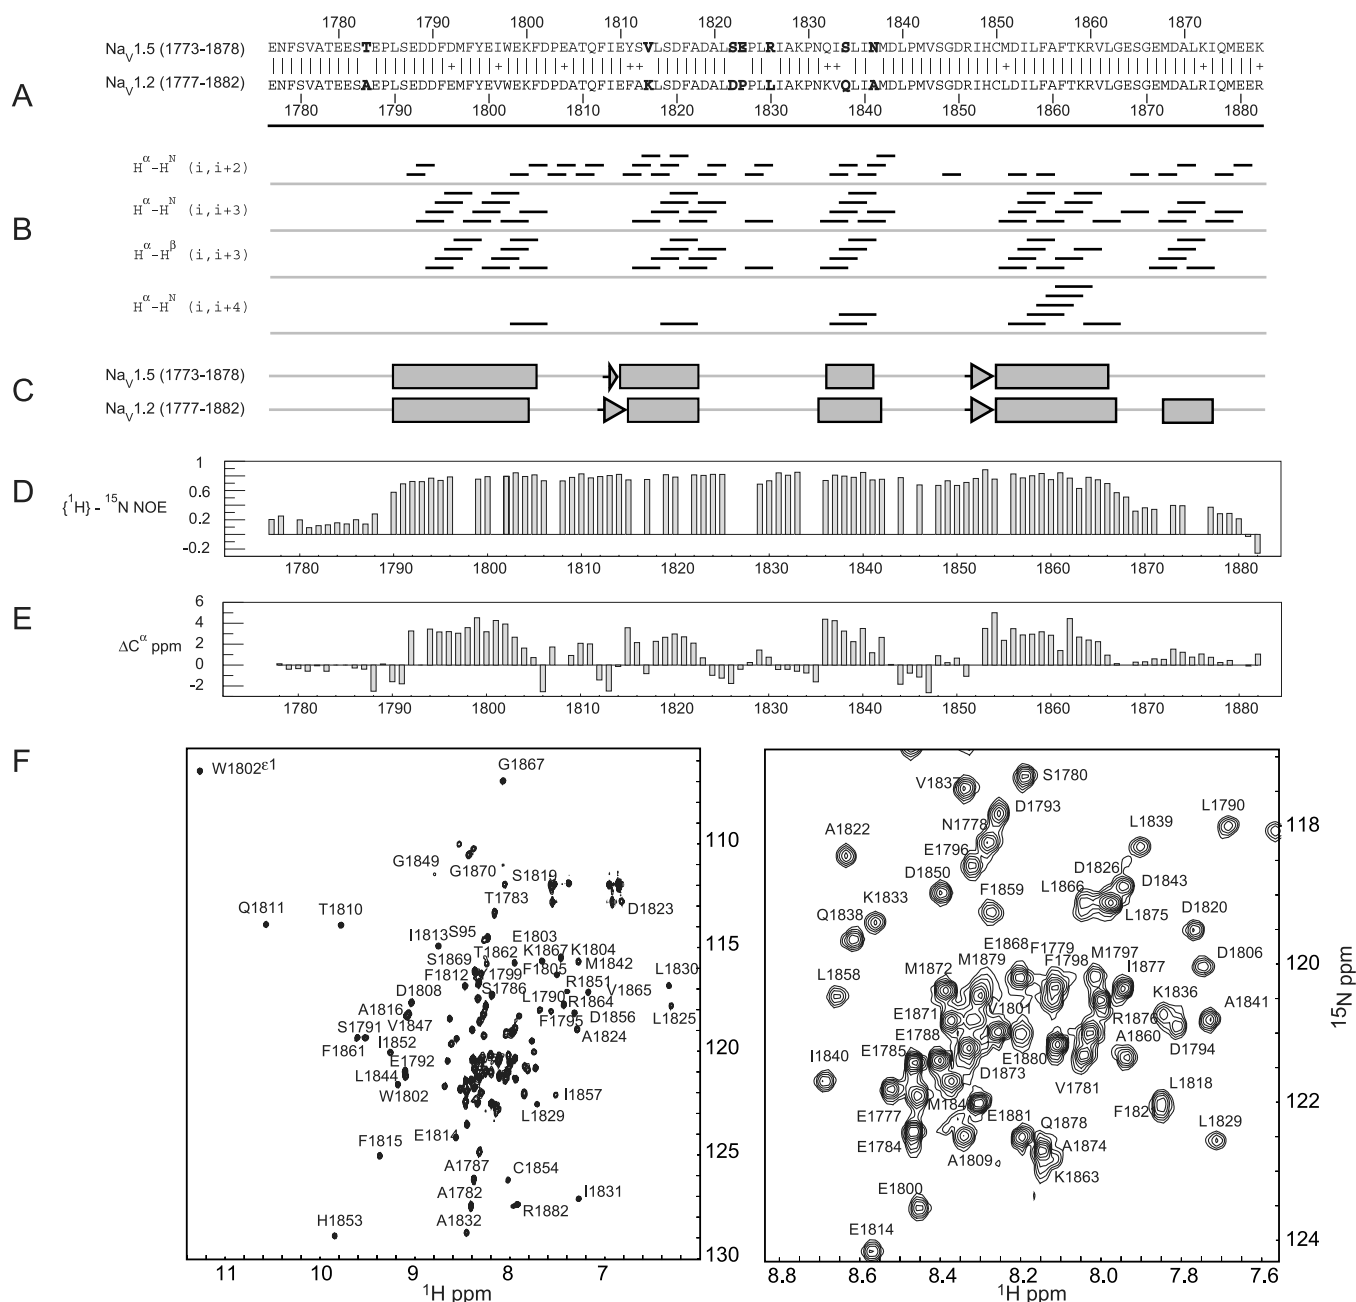 1780 1790 1800 1810 1820 1830 1840 1850 1860 1870
NaV1.5 (1773-1878) ENFSVATEESTEPLSEDDFDMFYEIWEKFDPEATQFIEYSVLSDFADALSEPLRIAKPNQISLINMDLPMVSGDRIHCMDILFAFTKRVLGESGEMDALKIQMEEK
A
NaV1.2 (1777-1882) ENFSVATEESAEPLSEDDFEMFYEVWEKFDPDATQFIEFAKLSDFADALDPPLLIAKPNKVQLIAMDLPMVSGDRIHCLDILFAFTKRVLGESGEMDALRIQMEER
1780 1790 1800 1810 1820 1830 1840 1850 1860 1870 1880
Hα-HN (i,i+2)
Hα-HN (i,i+3)
B
Hα-Hβ (i,i+3)
Hα-HN (i,i+4)
C
NaV1.5 (1773-1878)
NaV1.2 (1777-1882)
D
{1H} - 15N NOE
1
0.6
0.2
-0.2
1780 1790 1800 1810 1820 1830 1840 1850 1860 1870 1880
E
ΔCα ppm
6
4
2
0
-2
1780 1790 1800 1810 1820 1830 1840 1850 1860 1870 1880
F
W1802ε1
G1867
G1849
G1870
S1819
T1783
D1823
Q1811
T1810
I1813
S95
E1803
K1867
K1804
S1869
T1862
M1842
F1812
V1799
F1805
L1830
R1851
V1865
D1808
S1786
L1790
R1864
A1816
D1856
L1825
S1791
V1847
F1795
A1824
F1861
I1852
E1792
L1844
W1802
I1857
L1829
E1814
F1815
A1787
C1854
A1782
I1831
R1882
A1832
H1853
110
115
120
125
130
11 10 9 8 7
1H ppm
V1837
S1780
D1793
N1778
L1790
A1822
L1839
E1796
D1826
D1850
F1859
D1843
K1833
L1866
L1875
D1820
Q1838
E1868
F1779
M1797
D1806
M1879
F1798
M1872
I1877
L1858
K1836
V1801
A1841
E1871
R1876
E1788
A1860
E1785
E1880
D1794
I1840
D1873
V1781
L1818
M184
E1777
E1881
Q1878
F182
E1784
A1874
L1829
A1809
K1863
E1800
E1814
118
120
122
124
15N ppm
8.8 8.6 8.4 8.2 8.0 7.8 7.6
1H ppm